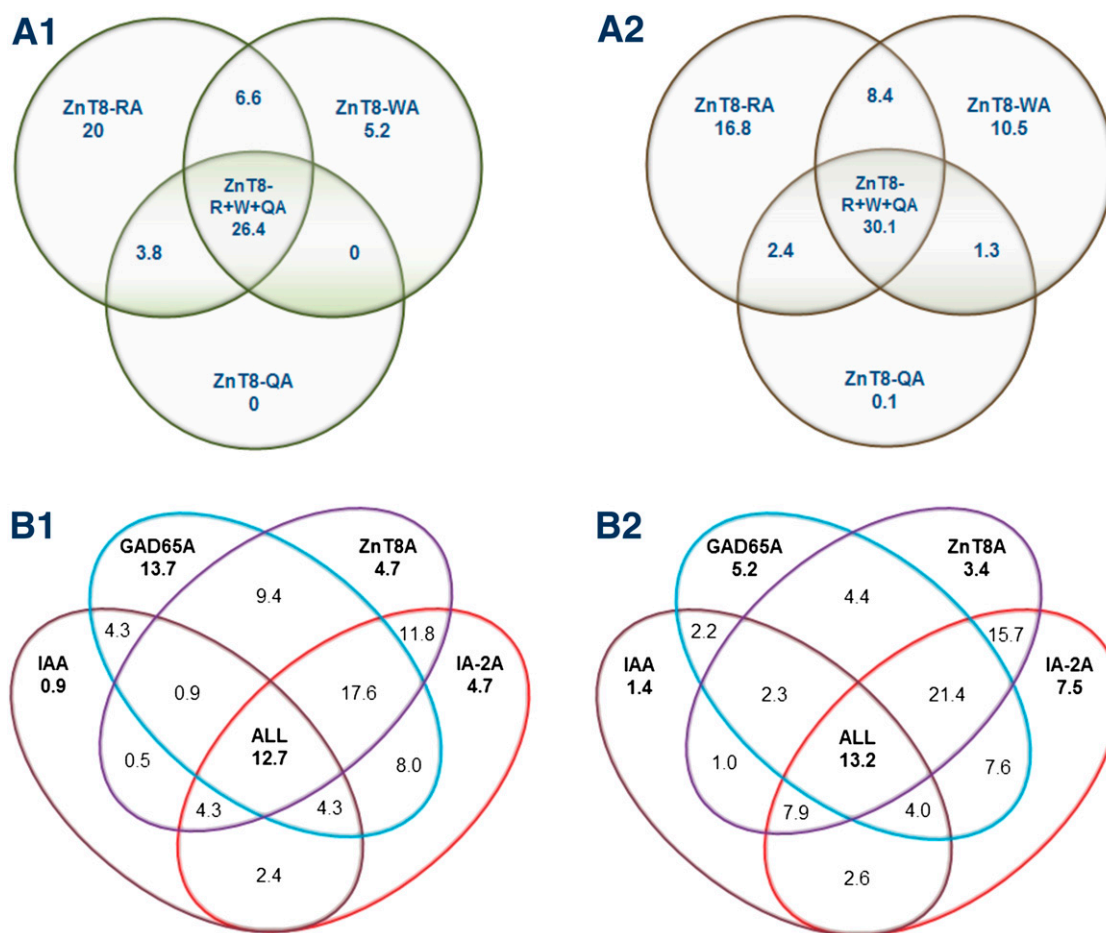 A1
ZnT8-RA
20
6.6
ZnT8-WA
5.2
ZnT8-
R+W+QA
26.4
3.8
0
ZnT8-QA
0
A2
ZnT8-RA
16.8
8.4
ZnT8-WA
10.5
ZnT8-
R+W+QA
30.1
2.4
1.3
ZnT8-QA
0.1
B1
GAD65A
13.7
ZnT8A
4.7
9.4
4.3
11.8
IAA
0.9
IA-2A
4.7
0.9
17.6
ALL
12.7
0.5
8.0
4.3
4.3
2.4
B2
GAD65A
5.2
ZnT8A
3.4
4.4
2.2
15.7
IAA
1.4
IA-2A
7.5
2.3
21.4
ALL
13.2
1.0
7.6
7.9
4.0
2.6